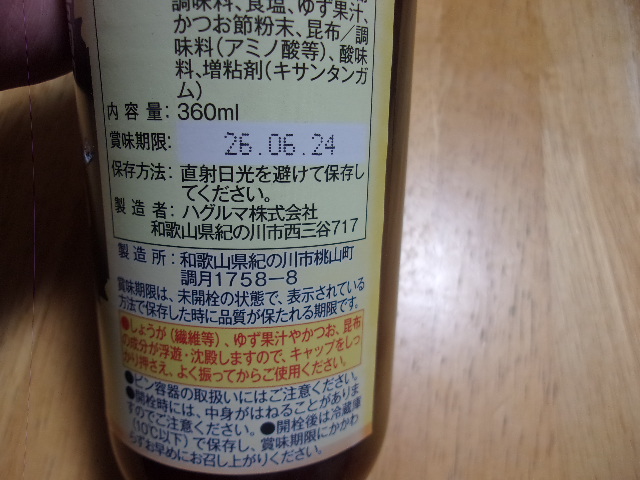 調味料、食塩、ゆず果汁、
かつお節粉末、昆布／調
味料（アミノ酸等）、酸味
料、増粘剤（キサンタンガ
ム）
内容量：360ml
賞味期限：26.06.24
保存方法：直射日光を避けて保存し
てください。
製造者：ハグルマ株式会社
和歌山県紀の川市西三谷717
製造所：和歌山県紀の川市桃山町
調月1758－8
賞味期限は、未開栓の状態で、表示されている
方法で保存した時に品質が保たれる期限です。
●しょうが（繊維等）、ゆず果汁やかつお、昆布
の成分が浮遊・沈殿しますので、キャップをしっ
かり押さえ、よく振ってからご使用ください。
●ビン容器の取扱いにはご注意ください。
●開栓時には、中身がはねることがありま
すのでご注意ください。●開栓後は冷蔵庫
（10℃以下）で保存し、賞味期限にかかわ
らずお早めにお召し上がりください。